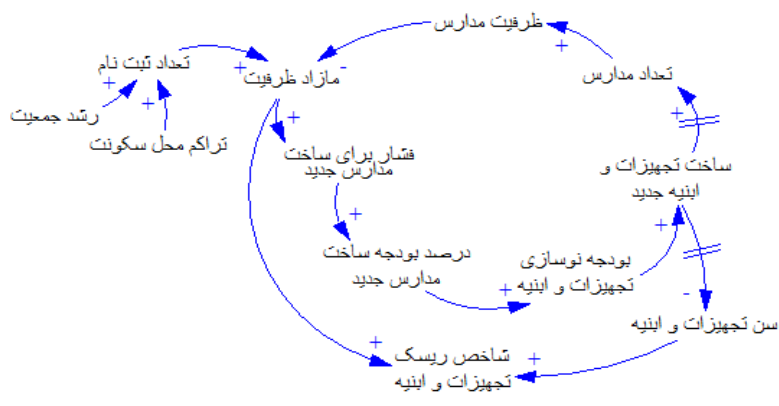 ظرفیت مدارس
تعداد ثبت نام
مازاد ظرفیت
تعداد مدارس
رشد جمعیت
تراکم محل سکونت
فشار برای ساخت
مدارس جدید
ساخت تجهیزات و
ابنیه جدید
درصد بودجه ساخت
مدارس جدید
بودجه نوسازی
تجهیزات و ابنیه
سن تجهیزات و ابنیه
شاخص ریسک
تجهیزات و ابنیه